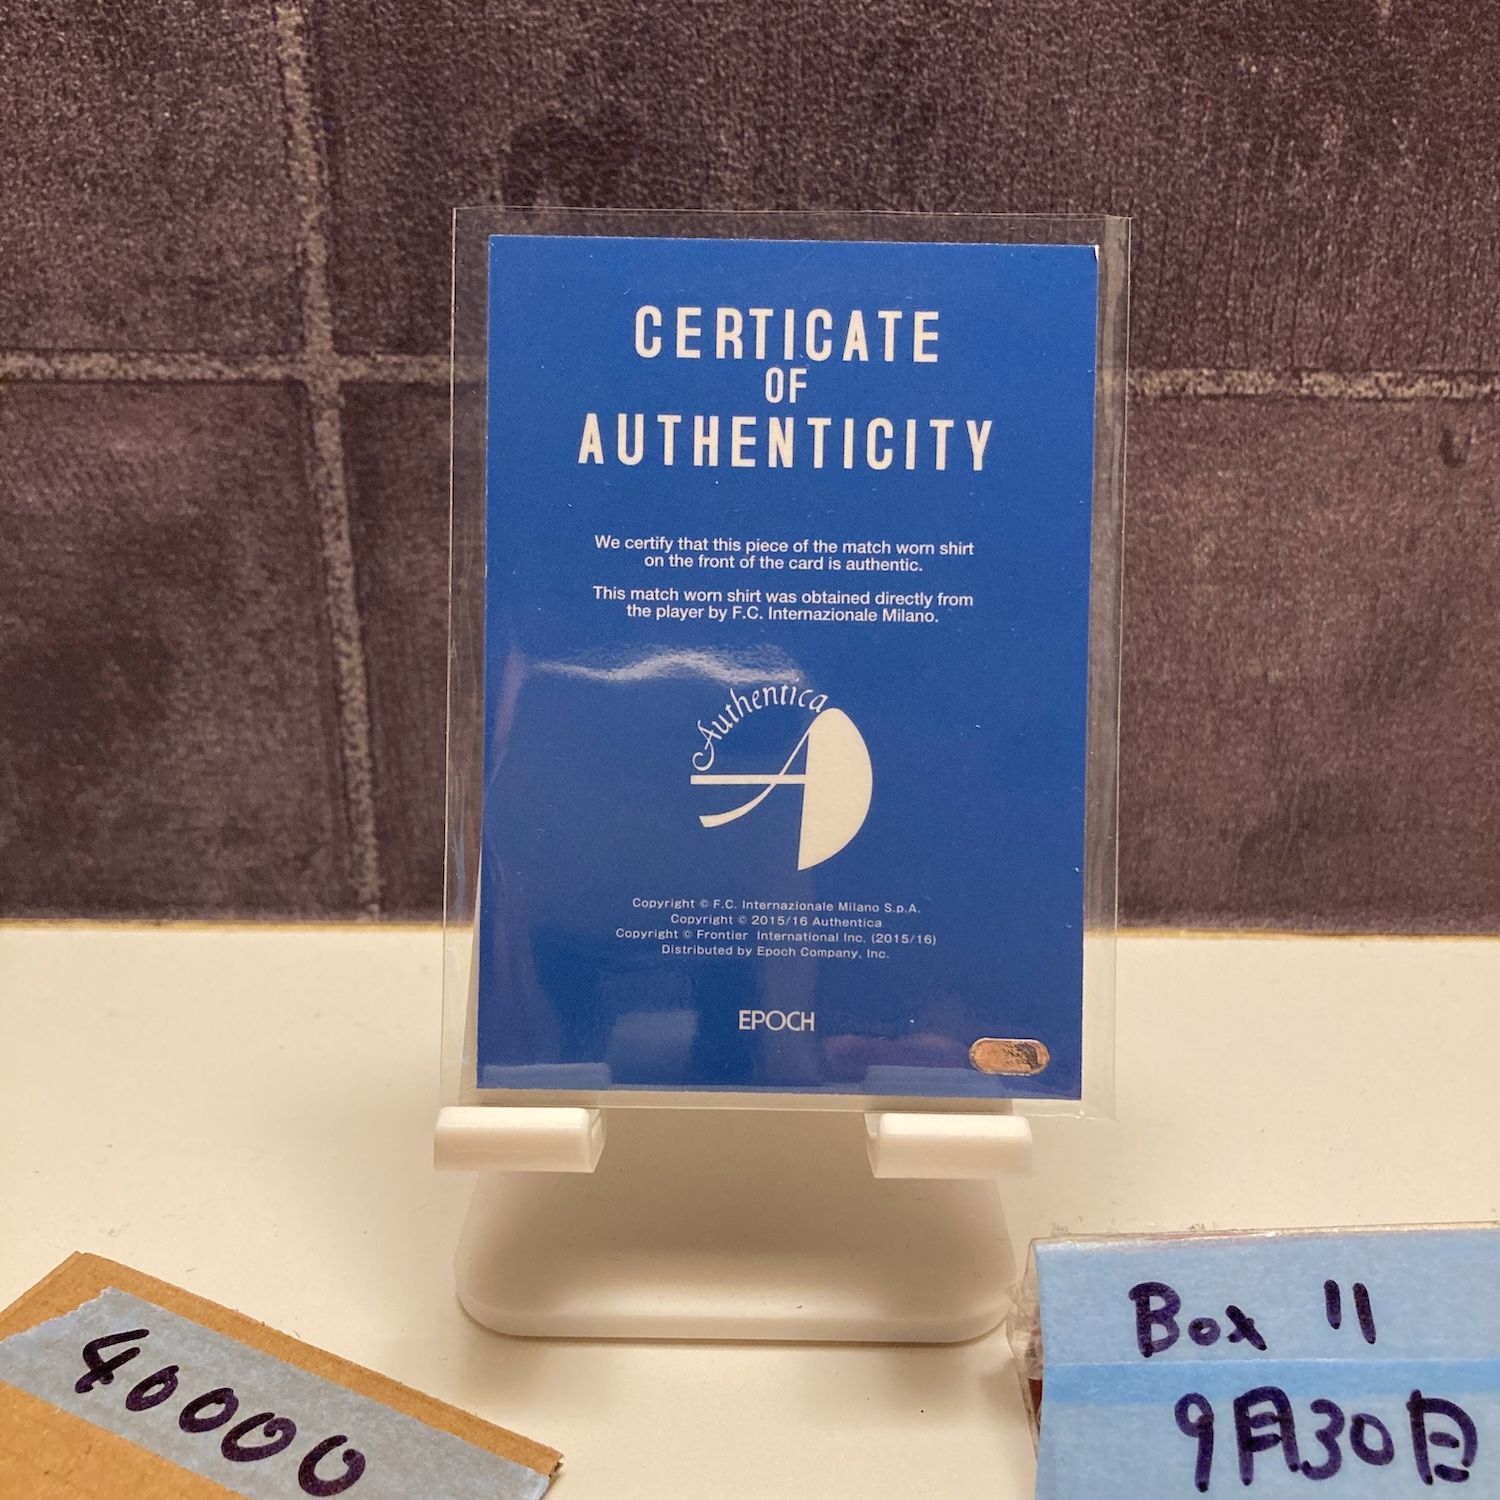 CERTICATE
OF
AUTHENTICITY
We certify that this piece of the match worn shirt
on the front of the card is authentic.
This match worn shirt was obtained directly from
the player by F.C. Internazionale Milano.
Authentica
Copyright © F.C. Internazionale Milano S.p.A.
Copyright © 2015/16 Authentica
Copyright © Frontier International Inc. (2015/16)
Distributed by Epoch Company, Inc.
EPOCH
40000
Box 11
9月30日